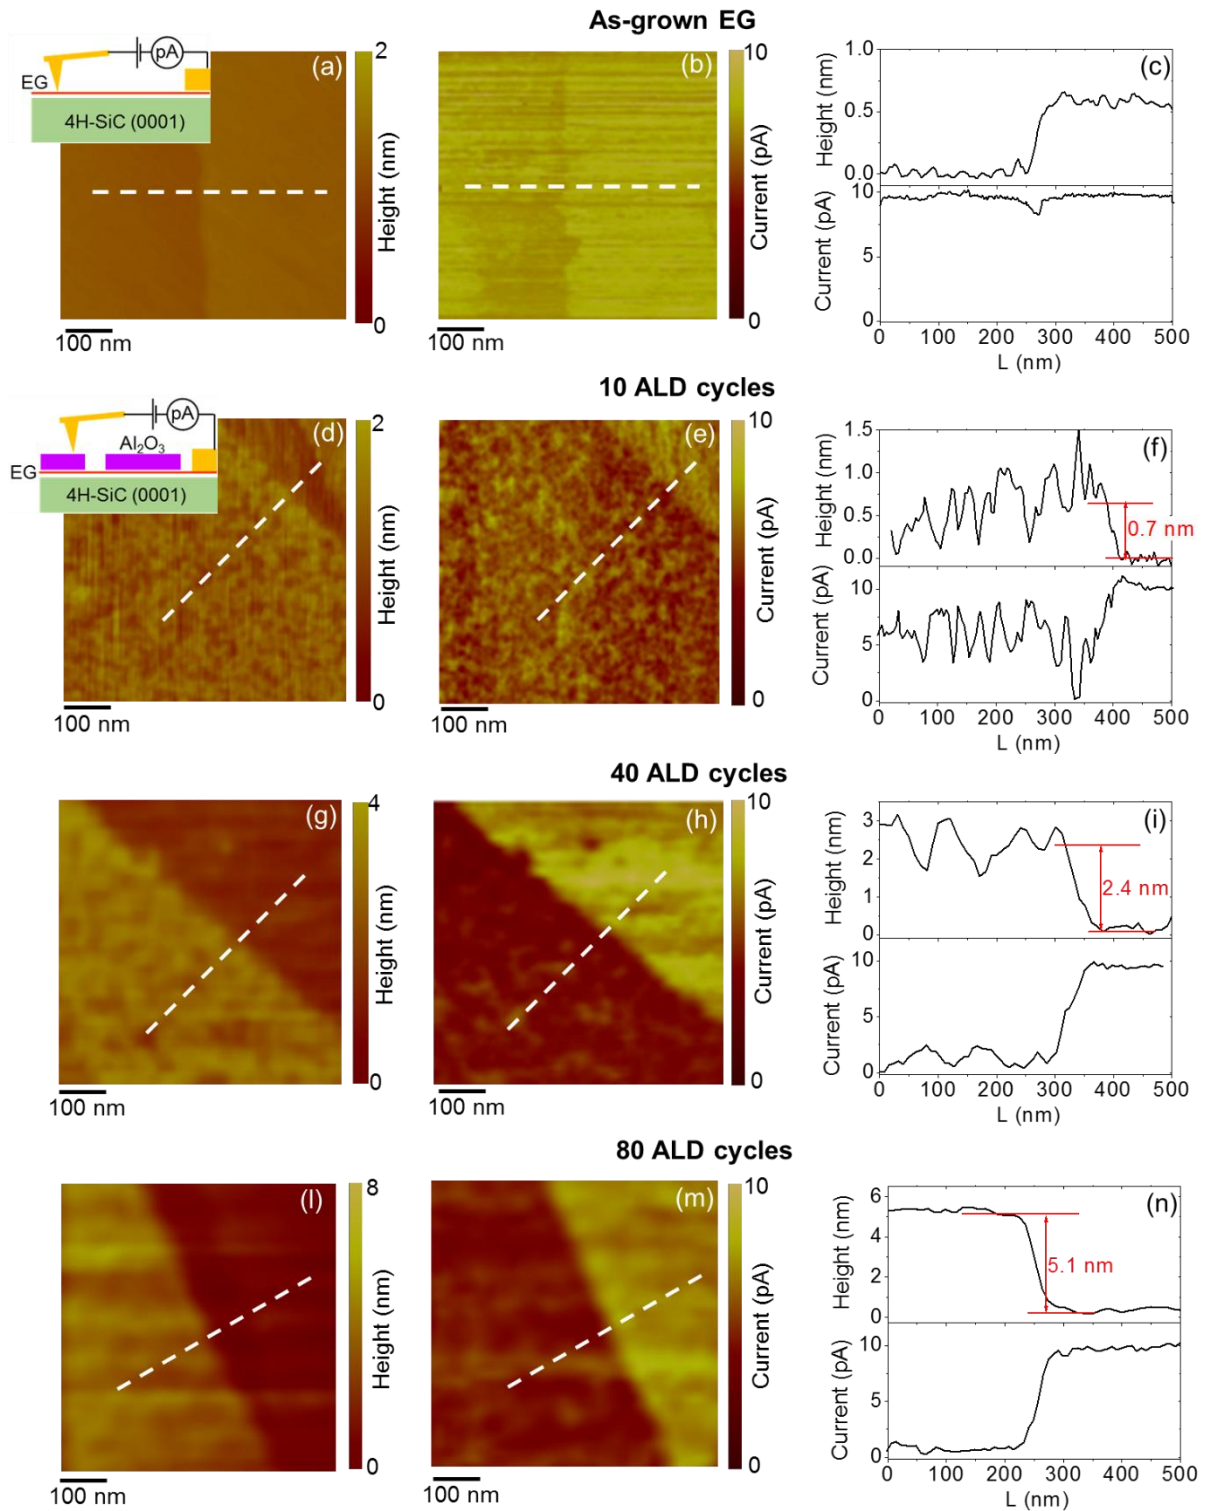 As-grown EG
pA
EG
4H-SiC (0001)
(a)
2
Height (nm)
0
100 nm
(b)
10
Current (pA)
0
100 nm
(c)
1.0
0.5
0.0
Height (nm)
10
5
0
Current (pA)
0 100 200 300 400 500
L (nm)
10 ALD cycles
pA
Al₂O₃
EG
4H-SiC (0001)
(d)
2
Height (nm)
0
100 nm
(e)
10
Current (pA)
0
100 nm
(f)
1.5
1.0
0.5
0.0
Height (nm)
0.7 nm
10
5
0
Current (pA)
0 100 200 300 400 500
L (nm)
40 ALD cycles
(g)
4
Height (nm)
0
100 nm
(h)
10
Current (pA)
0
100 nm
(i)
3
2
1
0
Height (nm)
2.4 nm
10
5
0
Current (pA)
0 100 200 300 400 500
L (nm)
80 ALD cycles
(l)
8
Height (nm)
0
100 nm
(m)
10
Current (pA)
0
100 nm
(n)
6
4
2
0
Height (nm)
5.1 nm
10
5
0
Current (pA)
0 100 200 300 400 500
L (nm)